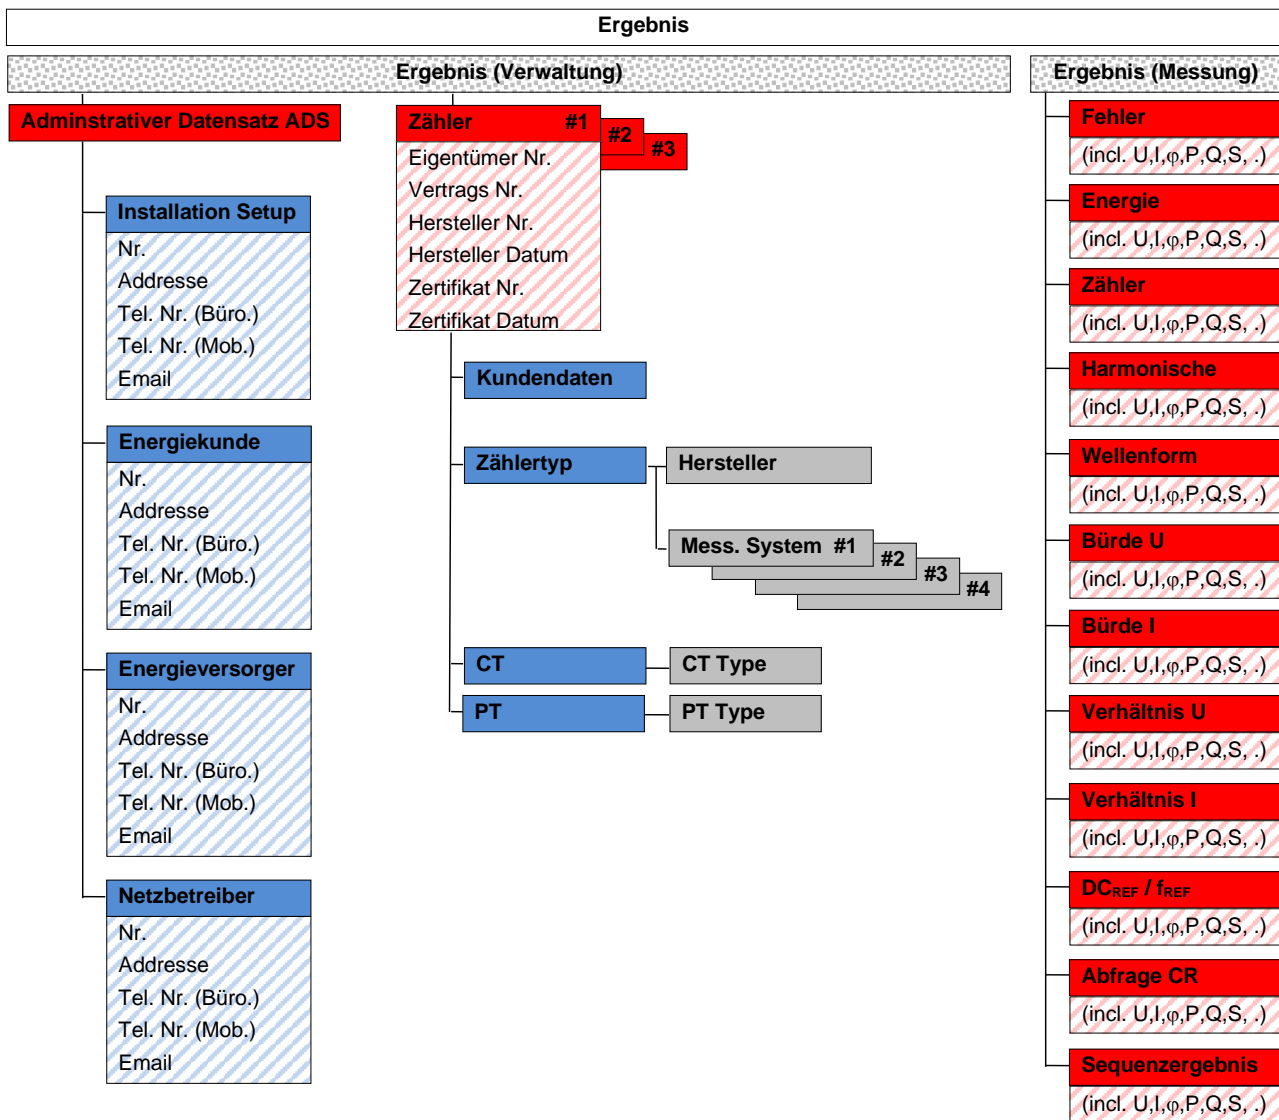 Ergebnis
Ergebnis (Verwaltung)
Adminstrativer Datensatz ADS
Installation Setup
Nr.
Addresse
Tel. Nr. (Büro.)
Tel. Nr. (Mob.)
Email
Energiekunde
Nr.
Addresse
Tel. Nr. (Büro.)
Tel. Nr. (Mob.)
Email
Energieversorger
Nr.
Addresse
Tel. Nr. (Büro.)
Tel. Nr. (Mob.)
Email
Netzbetreiber
Nr.
Addresse
Tel. Nr. (Büro.)
Tel. Nr. (Mob.)
Email
Zähler #1
#2
#3
Eigentümer Nr.
Vertrags Nr.
Hersteller Nr.
Hersteller Datum
Zertifikat Nr.
Zertifikat Datum
Kundendaten
Zählertyp
Hersteller
Mess. System #1
#2
#3
#4
CT
CT Type
PT
PT Type
Ergebnis (Messung)
Fehler
(incl. U,I,φ,P,Q,S, .)
Energie
(incl. U,I,φ,P,Q,S, .)
Zähler
(incl. U,I,φ,P,Q,S, .)
Harmonische
(incl. U,I,φ,P,Q,S, .)
Wellenform
(incl. U,I,φ,P,Q,S, .)
Bürde U
(incl. U,I,φ,P,Q,S, .)
Bürde I
(incl. U,I,φ,P,Q,S, .)
Verhältnis U
(incl. U,I,φ,P,Q,S, .)
Verhältnis I
(incl. U,I,φ,P,Q,S, .)
DCREF / fREF
(incl. U,I,φ,P,Q,S, .)
Abfrage CR
(incl. U,I,φ,P,Q,S, .)
Sequenzergebnis
(incl. U,I,φ,P,Q,S, .)